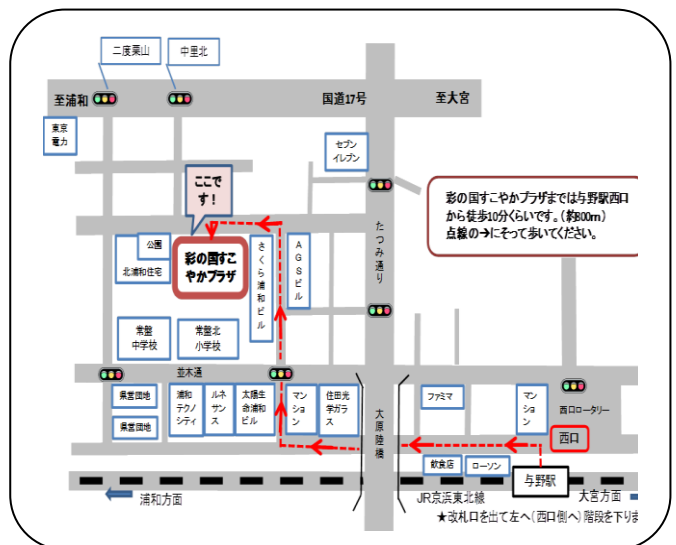 二度栗山
中里北
至浦和
国道17号
至大宮
東京
電力
セブン
イレブン
ここで
す！
彩の国すこやかプラザまでは与野駅西口
から徒歩10分くらいです。（約800m）
点線の→にそって歩いてください。
たつみ通り
公園
北浦和住宅
彩の国すこ
やかプラザ
さくら浦和ビル
AGSビル
常盤
中学校
常盤北
小学校
並木通
県営団地
県営団地
浦和
テクノ
シティ
ルネ
サン
ス
太陽生
命浦和
ビル
マン
ション
住田光
学ガラ
ス
大原陸橋
ファミマ
マン
ション
西口ロータリー
西口
飲食店
ローソン
与野駅
浦和方面
JR京浜東北線
大宮方面
★改札口を出て左へ（西口側へ）階段を下りま